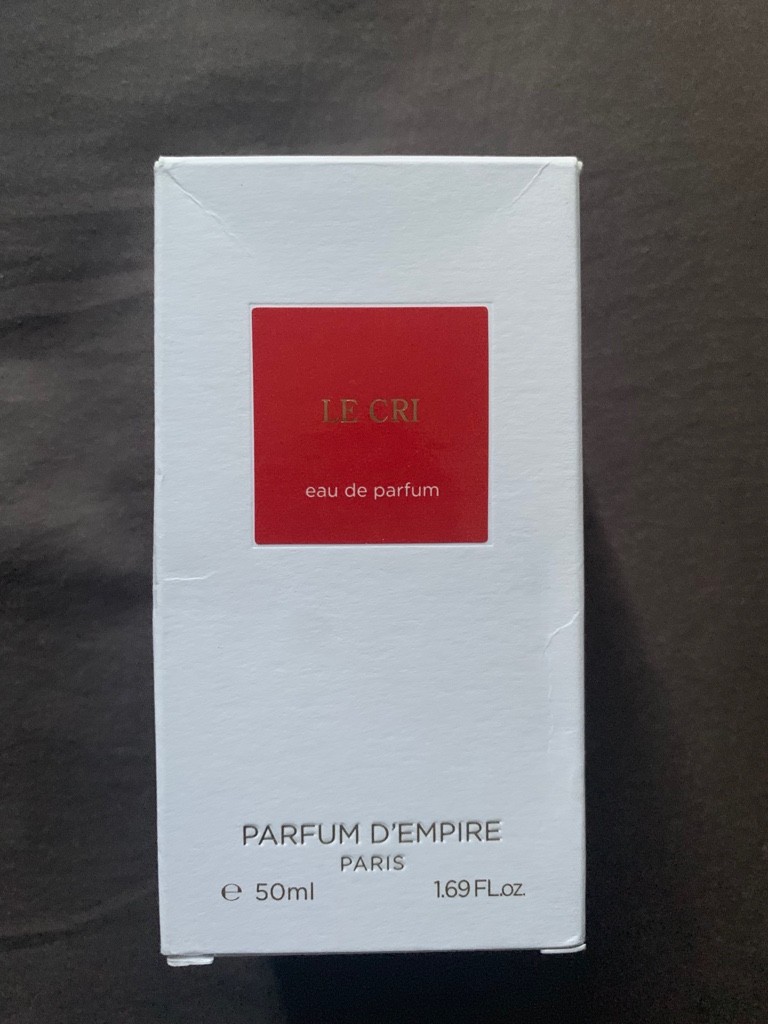 LE CRI
eau de parfum
PARFUM D'EMPIRE
PARIS
℮ 50ml 1.69 FL.oz.